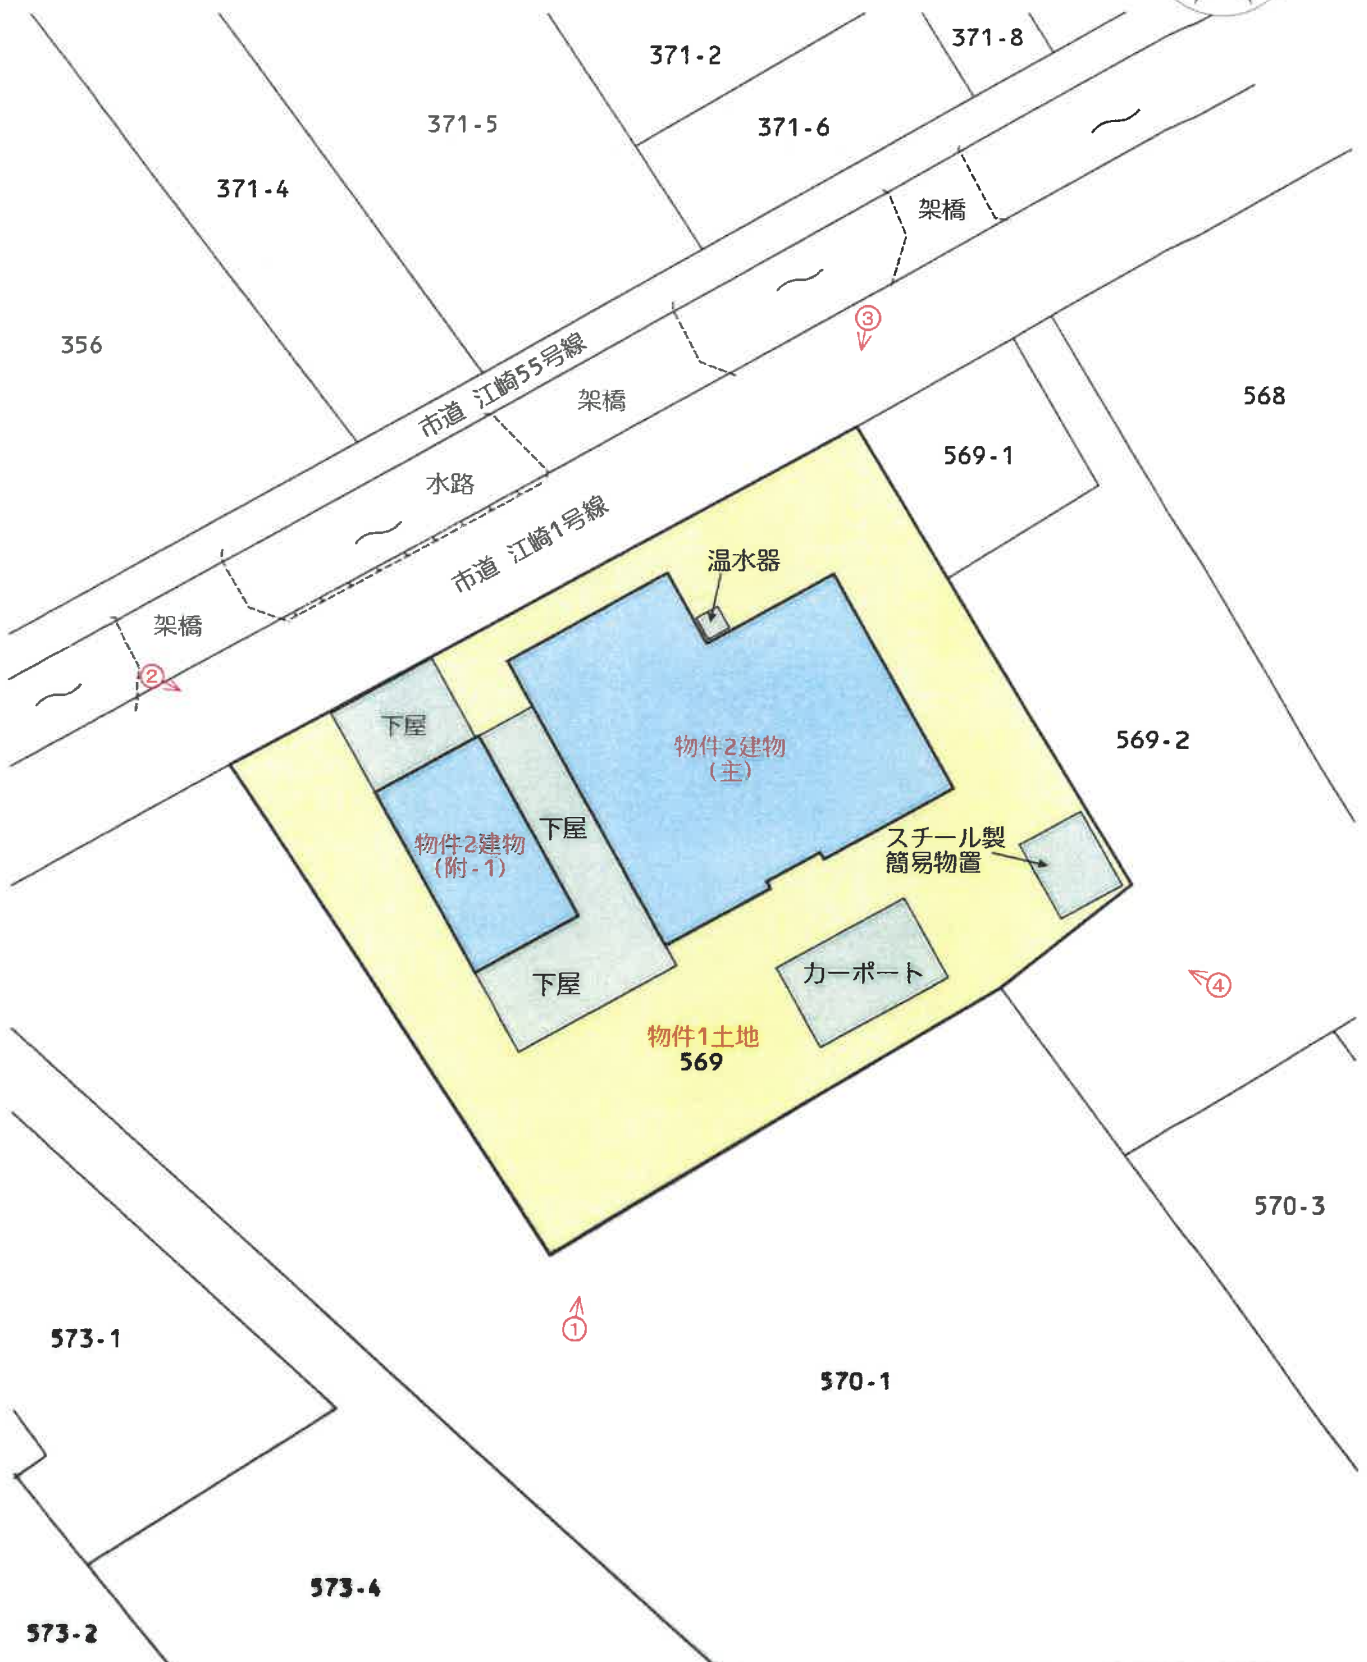 371-2
371-8
371-5
371-6
371-4
架橋
③
356
市道 江崎55号線
架橋
568
569-1
水路
市道 江崎1号線
温水器
架橋
②
下屋
物件2建物
(主)
569-2
下屋
物件2建物
(附-1)
スチール製
簡易物置
カーポート
下屋
④
物件1土地
569
570-3
①
573-1
570-1
573-4
573-2